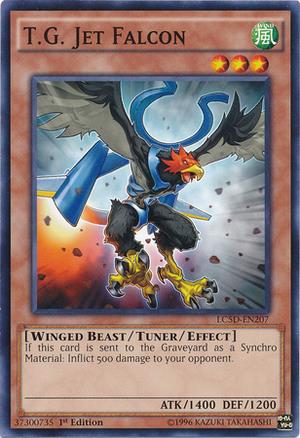 T.G. Jet Falcon
WIND
風
LC5D-EN207
[Winged Beast/Tuner/Effect]
If this card is sent to the Graveyard as a Synchro
Material: Inflict 500 damage to your opponent.
ATK/1400 DEF/1200
37300735 1st Edition ©1996 KAZUKI TAKAHASHI